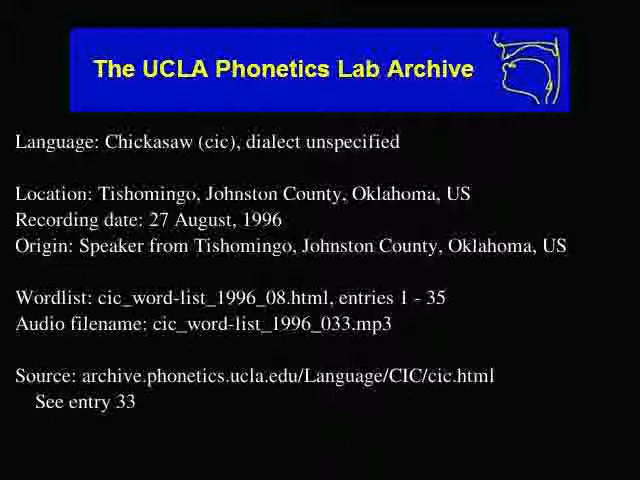 The UCLA Phonetics Lab Archive
Language: Chickasaw (cic), dialect unspecified
Location: Tishomingo, Johnston County, Oklahoma, US
Recording date: 27 August, 1996
Origin: Speaker from Tishomingo, Johnston County, Oklahoma, US
Wordlist: cic_word-list_1996_08.html, entries 1 - 35
Audio filename: cic_word-list_1996_033.mp3
Source: archive.phonetics.ucla.edu/Language/CIC/cic.html
See entry 33